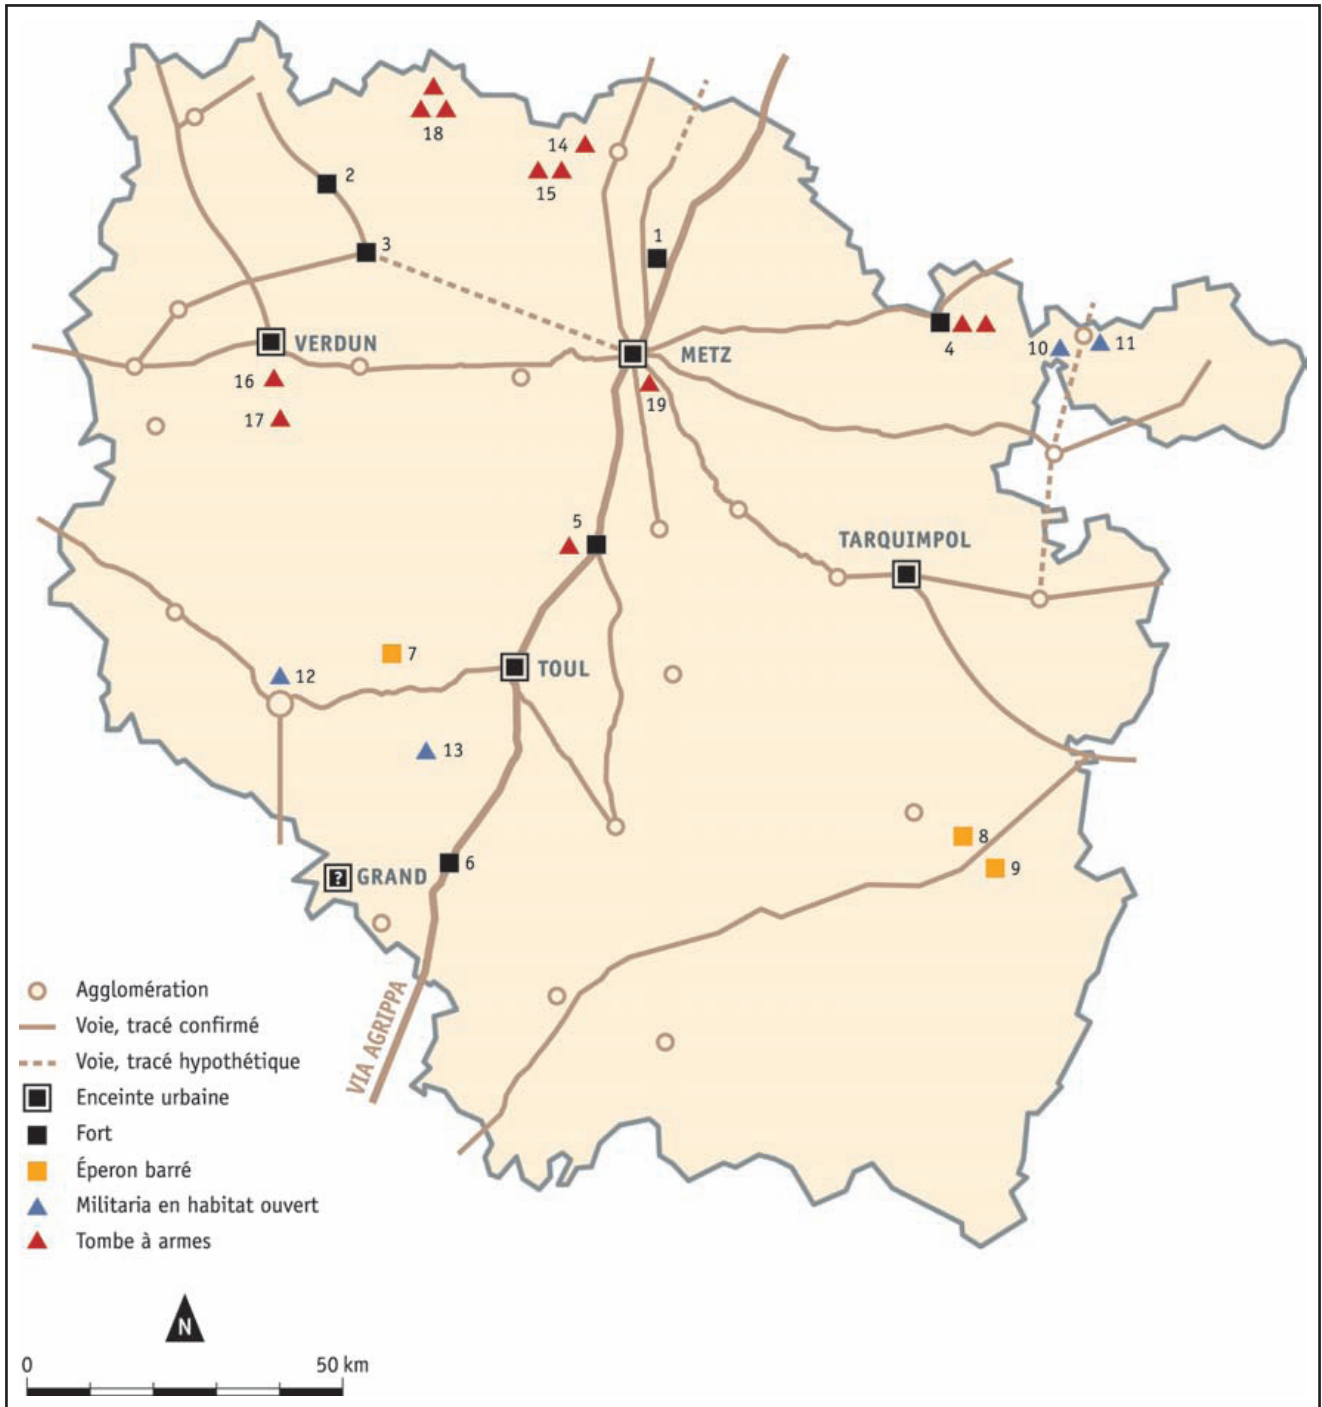 18
14
15
2
1
3
VERDUN
METZ
4
10
11
16
19
17
5
TARQUIMPOL
7
TOUL
12
13
8
6
GRAND
?
9
VIA AGRIPPA
Agglomération
Voie, tracé confirmé
Voie, tracé hypothétique
Enceinte urbaine
Fort
Éperon barré
Militaria en habitat ouvert
Tombe à armes
N
0 50 km